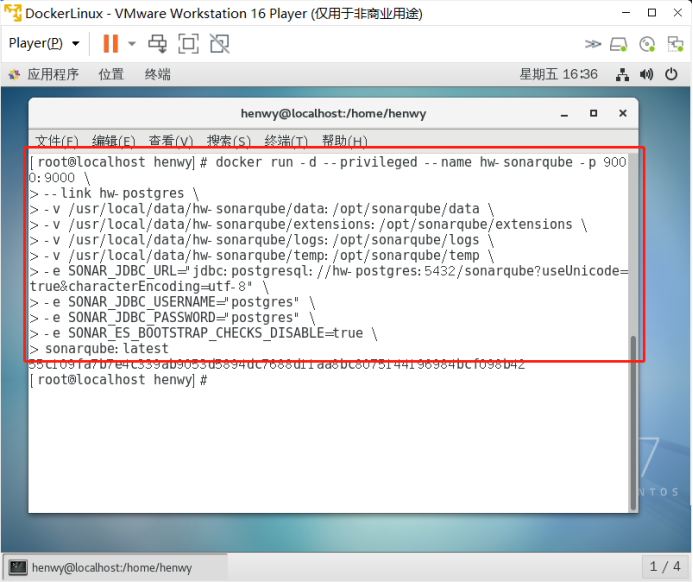 DockerLinux - VMware Workstation 16 Player (仅用于非商业用途)
Player(P)
应用程序 位置 终端 星期五 16∶36
henwy@localhost:/home/henwy
文件(F) 编辑(E) 查看(V) 搜索(S) 终端(T) 帮助(H)
[root@localhost henwy]# docker run -d --privileged --name hw-sonarqube -p 900
0:9000 \
> --link hw-postgres \
> -v /usr/local/data/hw-sonarqube/data:/opt/sonarqube/data \
> -v /usr/local/data/hw-sonarqube/extensions:/opt/sonarqube/extensions \
> -v /usr/local/data/hw-sonarqube/logs:/opt/sonarqube/logs \
> -v /usr/local/data/hw-sonarqube/temp:/opt/sonarqube/temp \
> -e SONAR_JDBC_URL="jdbc:postgresql://hw-postgres:5432/sonarqube?useUnicode=
true&characterEncoding=utf-8" \
> -e SONAR_JDBC_USERNAME="postgres" \
> -e SONAR_JDBC_PASSWORD="postgres" \
> -e SONAR_ES_BOOTSTRAP_CHECKS_DISABLE=true \
> sonarqube:latest
[root@localhost henwy]#
7
NTOS
henwy@localhost:/home/henwy
1 / 4